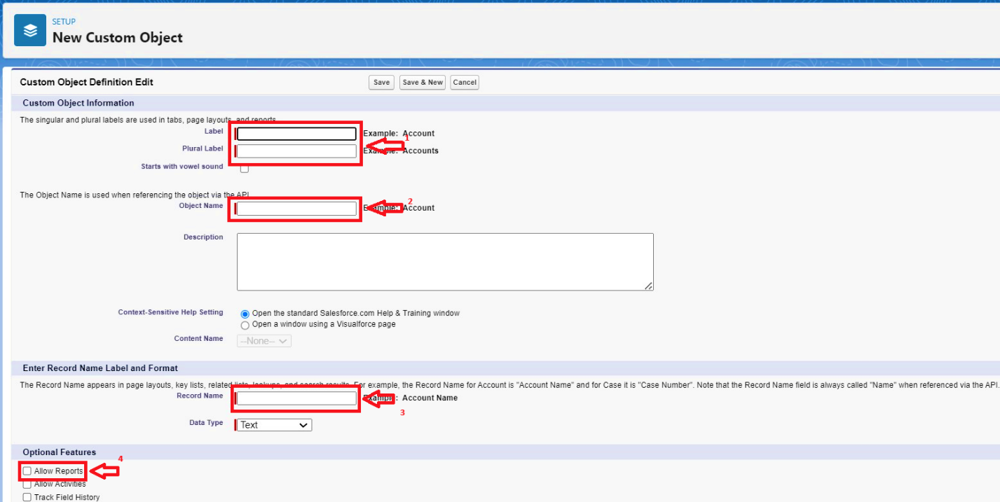 SETUP
New Custom Object
Custom Object Definition Edit Save Save & New Cancel
Custom Object Information
The singular and plural labels are used in tabs, page layouts, and reports.
Label Example: Account 1
Plural Label Example: Accounts
Starts with vowel sound
The Object Name is used when referencing the object via the API.
Object Name Example: Account 2
Description
Context-Sensitive Help Setting Open the standard Salesforce.com Help & Training window
Open a window using a Visualforce page
Content Name --None--
Enter Record Name Label and Format
The Record Name appears in page layouts, key lists, related lists, lookups, and search results. For example, the Record Name for Account is "Account Name" and for Case it is "Case Number". Note that the Record Name field is always called "Name" when referenced via the API.
Record Name Example: Account Name
3
Data Type Text
Optional Features
4
Allow Reports
Allow Activities
Track Field History